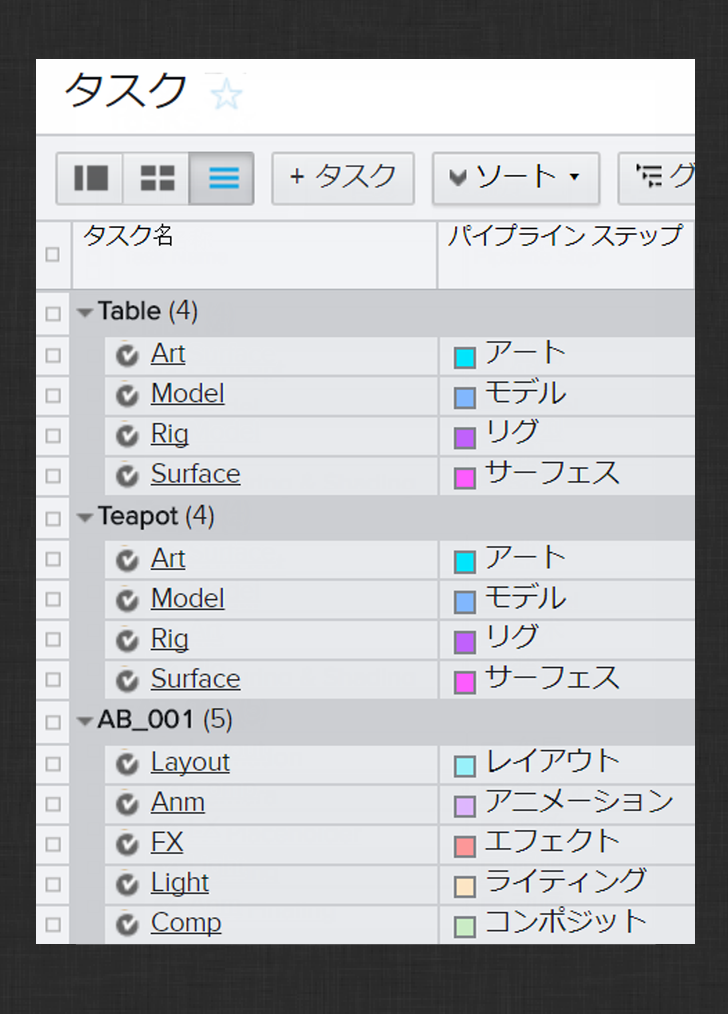 タスク
+ タスク ソート グ
タスク名 パイプライン ステップ
Table (4)
Art アート
Model モデル
Rig リグ
Surface サーフェス
Teapot (4)
Art アート
Model モデル
Rig リグ
Surface サーフェス
AB_001 (5)
Layout レイアウト
Anm アニメーション
FX エフェクト
Light ライティング
Comp コンポジット